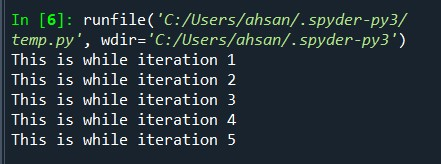 In [6]: runfile('C:/Users/ahsan/.spyder-py3/
temp.py', wdir='C:/Users/ahsan/.spyder-py3')
This is while iteration 1
This is while iteration 2
This is while iteration 3
This is while iteration 4
This is while iteration 5